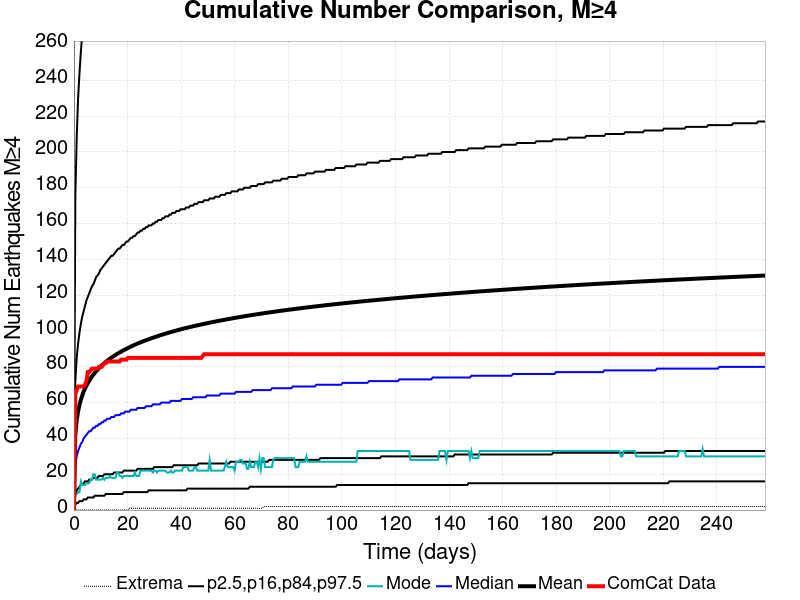 Cumulative Number Comparison, M≥4
Cumulative Num Earthquakes M≥4
260
240
220
200
180
160
140
120
100
80
60
40
20
0
0 20 40 60 80 100 120 140 160 180 200 220 240
Time (days)
Extrema p2.5,p16,p84,p97.5 Mode Median Mean ComCat Data